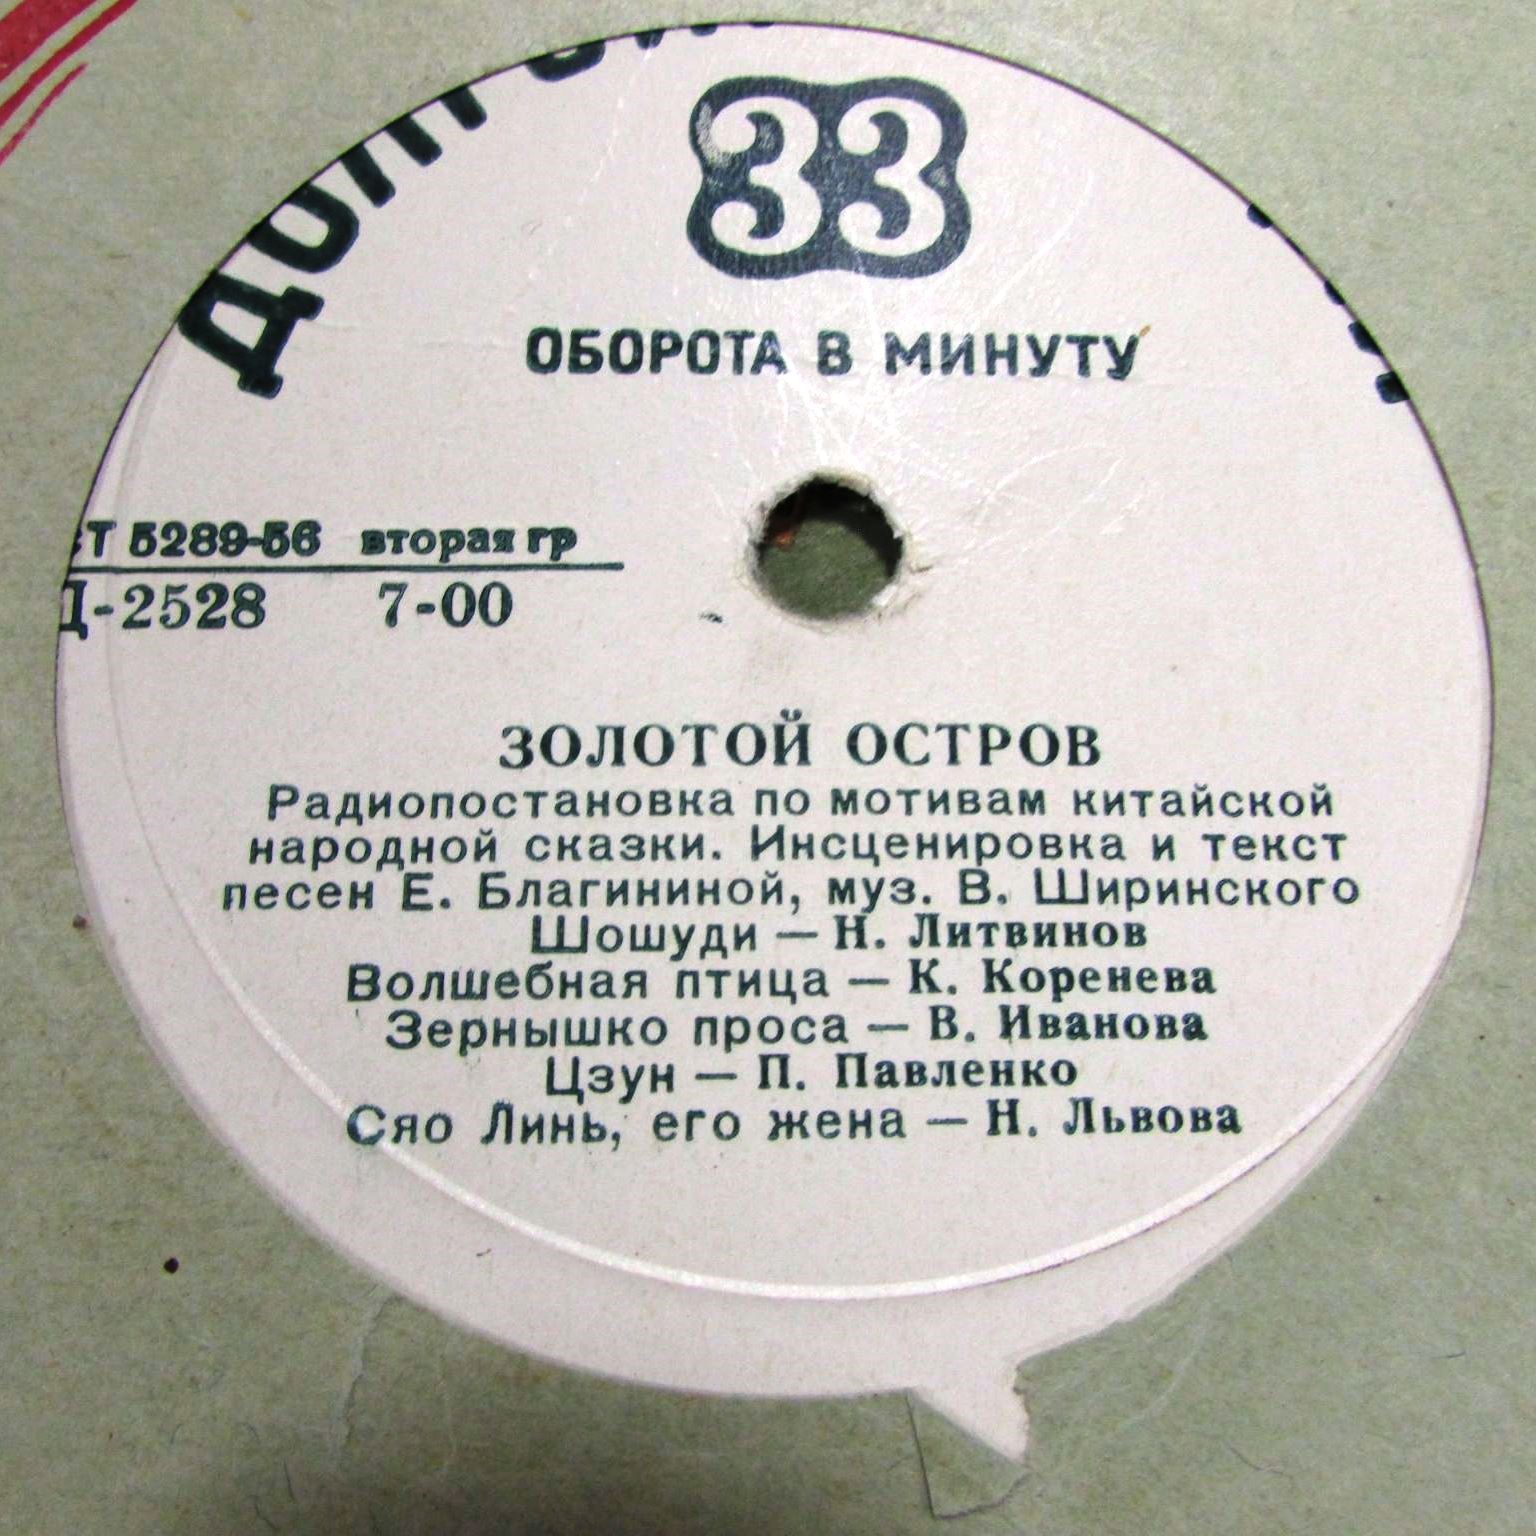 33
ОБОРОТА В МИНУТУ
5289-56 вторая гр
Д-2528 7-00
ЗОЛОТОЙ ОСТРОВ
Радиопостановка по мотивам китайской
народной сказки. Инсценировка и текст
песен Е. Благининой, муз. В. Ширинского
Шошуди — Н. Литвинов
Волшебная птица — К. Коренева
Зернышко проса — В. Иванова
Цзун — П. Павленко
Сяо Линь, его жена — Н. Львова